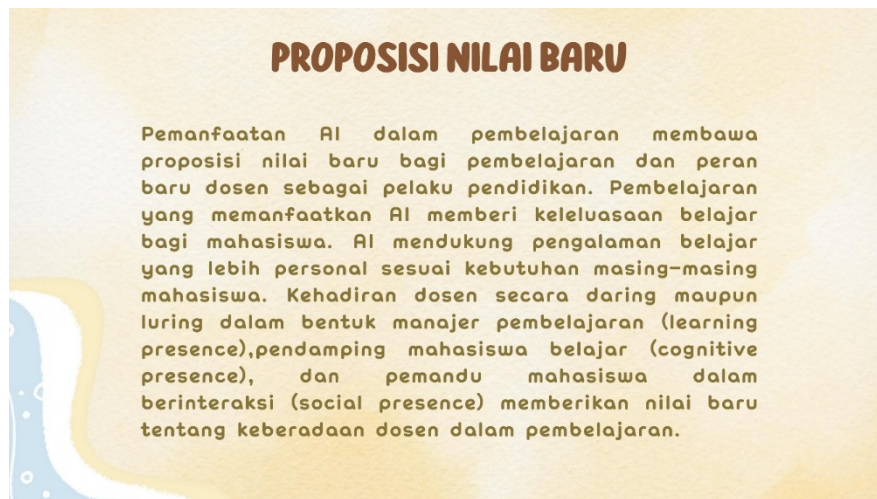 PROPOSISI NILAI BARU
Pemanfaatan AI dalam pembelajaran membawa
proposisi nilai baru bagi pembelajaran dan peran
baru dosen sebagai pelaku pendidikan. Pembelajaran
yang memanfaatkan AI memberi keleluasaan belajar
bagi mahasiswa. AI mendukung pengalaman belajar
yang lebih personal sesuai kebutuhan masing-masing
mahasiswa. Kehadiran dosen secara daring maupun
luring dalam bentuk manajer pembelajaran (learning
presence),pendamping mahasiswa belajar (cognitive
presence), dan pemandu mahasiswa dalam
berinteraksi (social presence) memberikan nilai baru
tentang keberadaan dosen dalam pembelajaran.